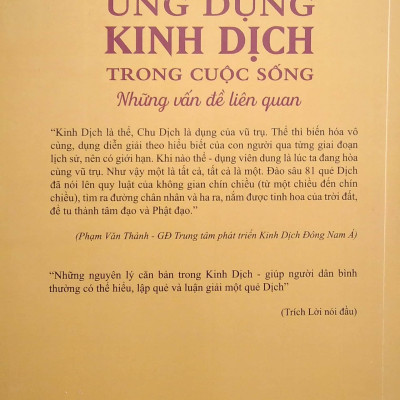 ỨNG DỤNG
KINH DỊCH
TRONG CUỘC SỐNG
Những vấn đề liên quan
“Kinh Dịch là thể, Chu Dịch là dụng của vũ trụ. Thể thì biến hóa vô
cùng, dụng diễn giải theo hiểu biết của con người qua từng giai đoạn
lịch sử, nên có giới hạn. Khi nào thể - dụng viên dung là lúc ta đang hòa
cùng vũ trụ. Như vậy một là tất cả, tất cả là một. Đào sâu 81 quẻ Dịch
đã nói lên quy luật của không gian chín chiều (từ một chiều đến chín
chiều), tìm ra đường chân nhân và ha ra, nắm được tinh hoa của trời đất,
để tu thành tâm đạo và Phật đạo.”
(Phạm Văn Thành - GĐ Trung tâm phát triển Kinh Dịch Đông Nam Á)
“Những nguyên lý căn bản trong Kinh Dịch - giúp người dân bình
thường có thể hiểu, lập quẻ và luận giải một quẻ Dịch”
(Trích Lời nói đầu)